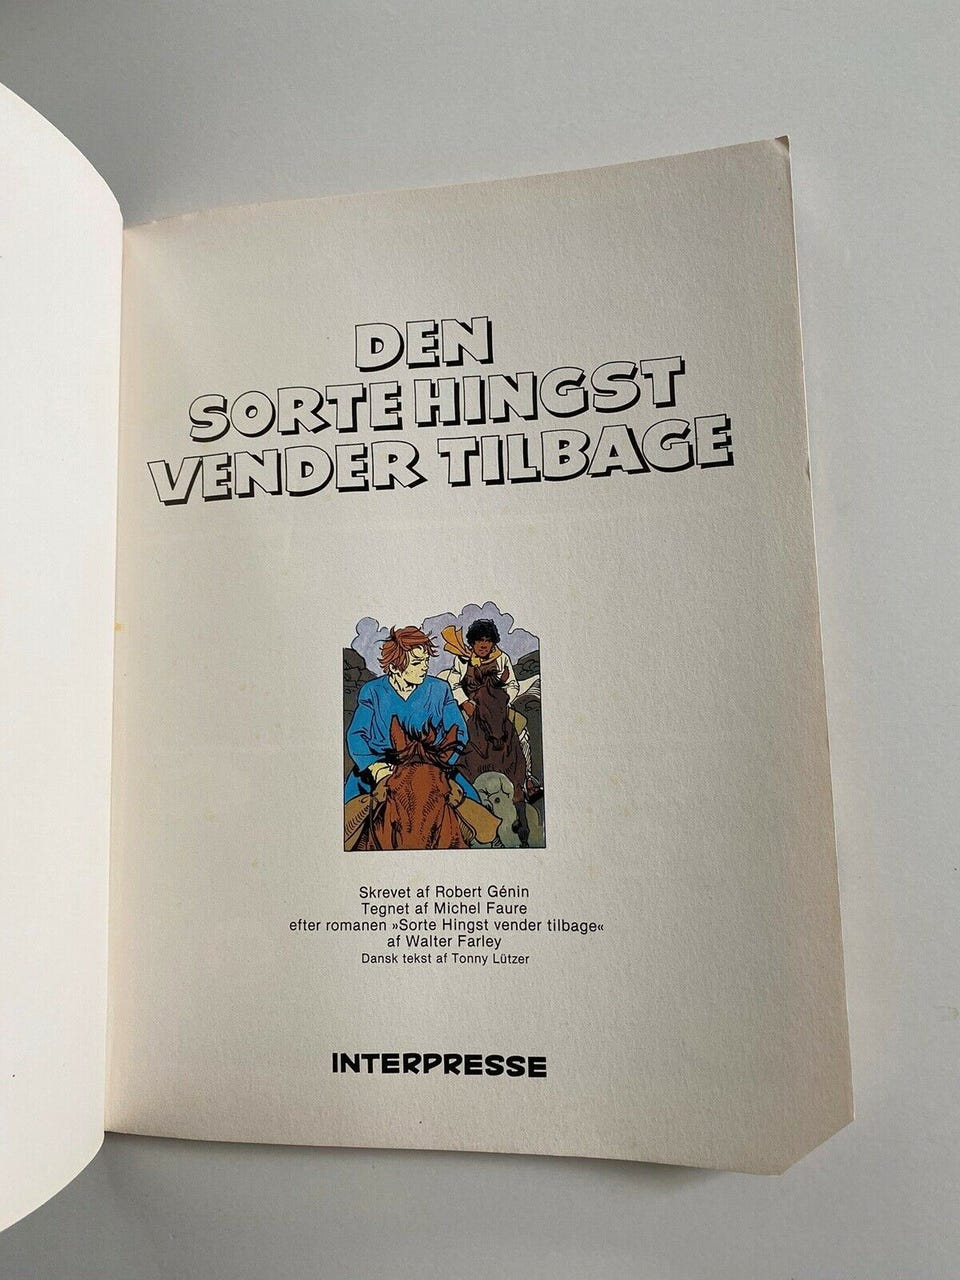 DEN
SORTE HINGST
VENDER TILBAGE
Skrevet af Robert Génin
Tegnet af Michel Faure
efter romanen »Sorte Hingst vender tilbage«
af Walter Farley
Dansk tekst af Tonny Lützer
INTERPRESSE